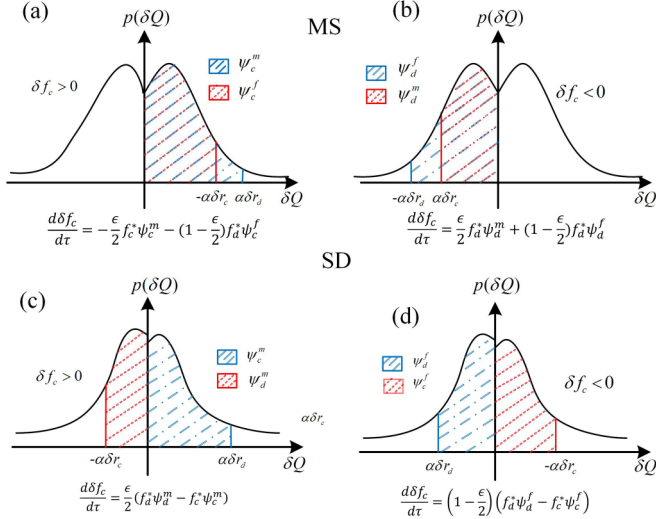 (a)
p(δQ)
MS
(b)
p(δQ)
δf_c > 0
ψ_c^m
ψ_c^f
ψ_d^f
ψ_d^m
δf_c < 0
-αδr_c
αδr_d
δQ
-αδr_d
αδr_c
δQ
dδf_c/dτ = −ϵ/2 f_c^*ψ_c^m − (1−ϵ/2)f_d^*ψ_c^f
dδf_c/dτ = ϵ/2 f_d^*ψ_d^m + (1−ϵ/2)f_d^*ψ_d^f
SD
(c)
p(δQ)
(d)
p(δQ)
δf_c > 0
ψ_c^m
ψ_d^m
αδr_c
ψ_d^f
ψ_c^f
δf_c < 0
-αδr_c
αδr_d
δQ
αδr_d
-αδr_c
δQ
dδf_c/dτ = ϵ/2 (f_d^*ψ_d^m − f_c^*ψ_c^m)
dδf_c/dτ = (1 − ϵ/2)(f_d^*ψ_d^f − f_c^*ψ_c^f)